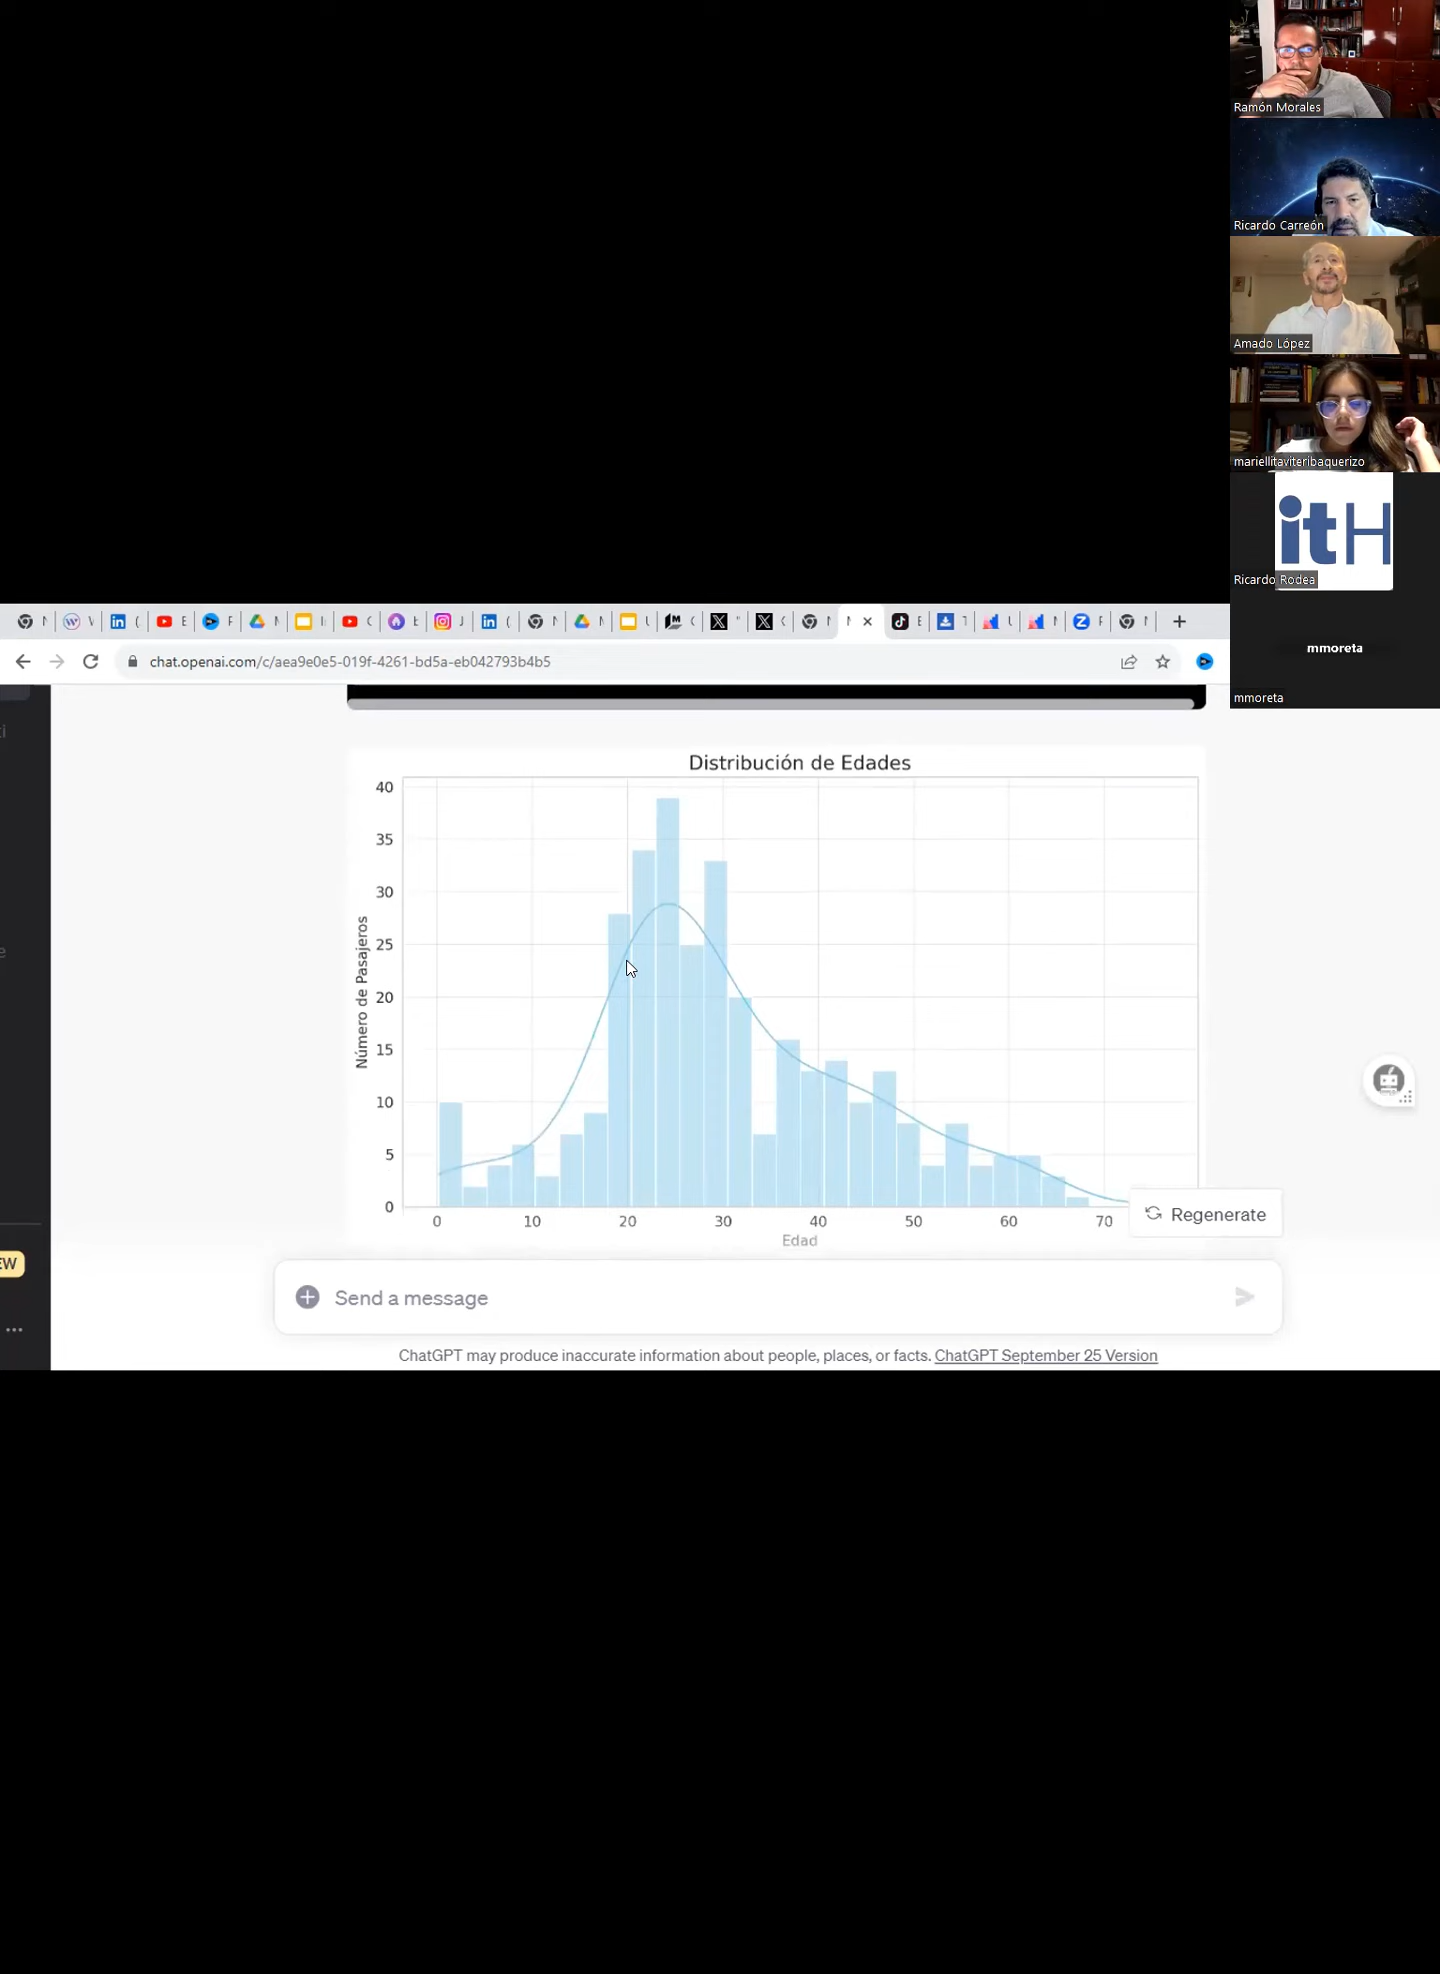 Ramón Morales
Ricardo Carreón
Amado López
mariellitaviteribaquerizo
itH
Ricardo Rodea
mmoreta
mmoreta
chat.openai.com/c/aea9e0e5-019f-4261-bd5a-eb042793b4b5
Distribución de Edades
40
35
30
25
20
15
10
5
0
Número de Pasajeros
0 10 20 30 40 50 60 70
Edad
Regenerate
EW
Send a message
ChatGPT may produce inaccurate information about people, places, or facts. ChatGPT September 25 Version